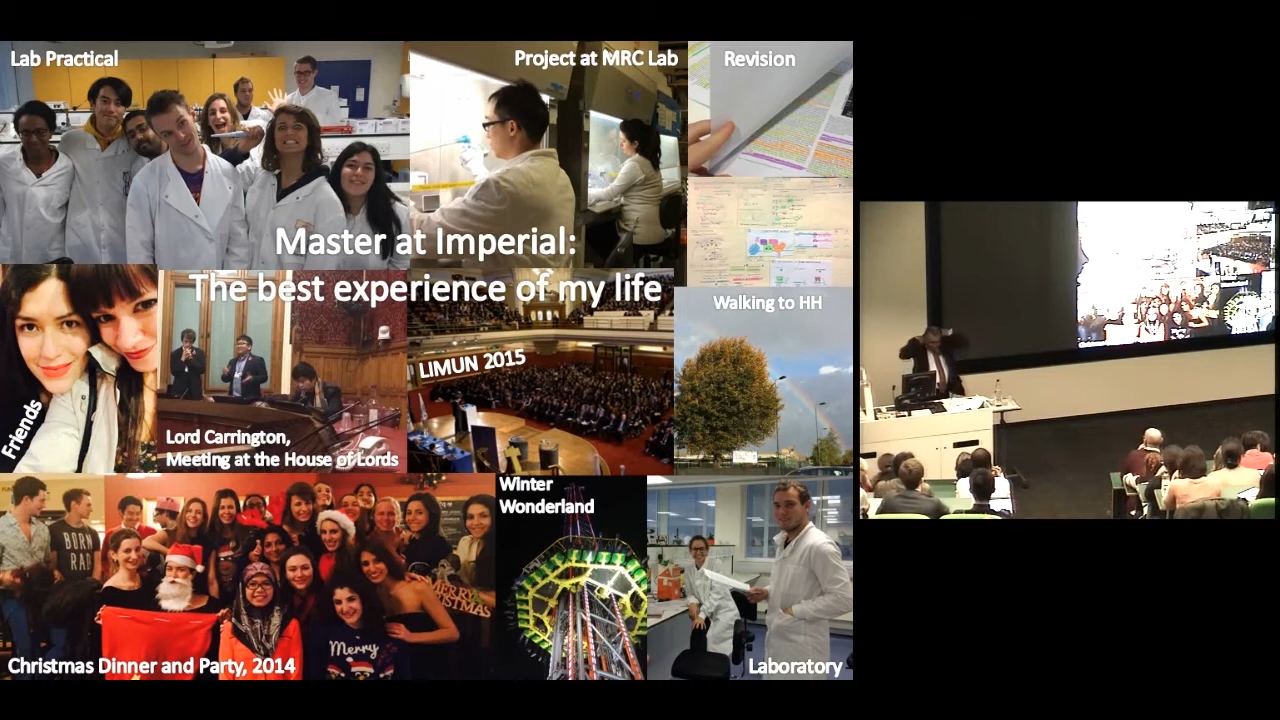 Lab Practical
Project at MRC Lab
Revision
Master at Imperial:
The best experience of my life
Walking to HH
LIMUN 2015
Friends
Lord Carrington,
Meeting at the House of Lords
Winter
Wonderland
BORN
RAD
MERRY
CHRISTMAS
Merry
Christmas Dinner and Party, 2014
Laboratory